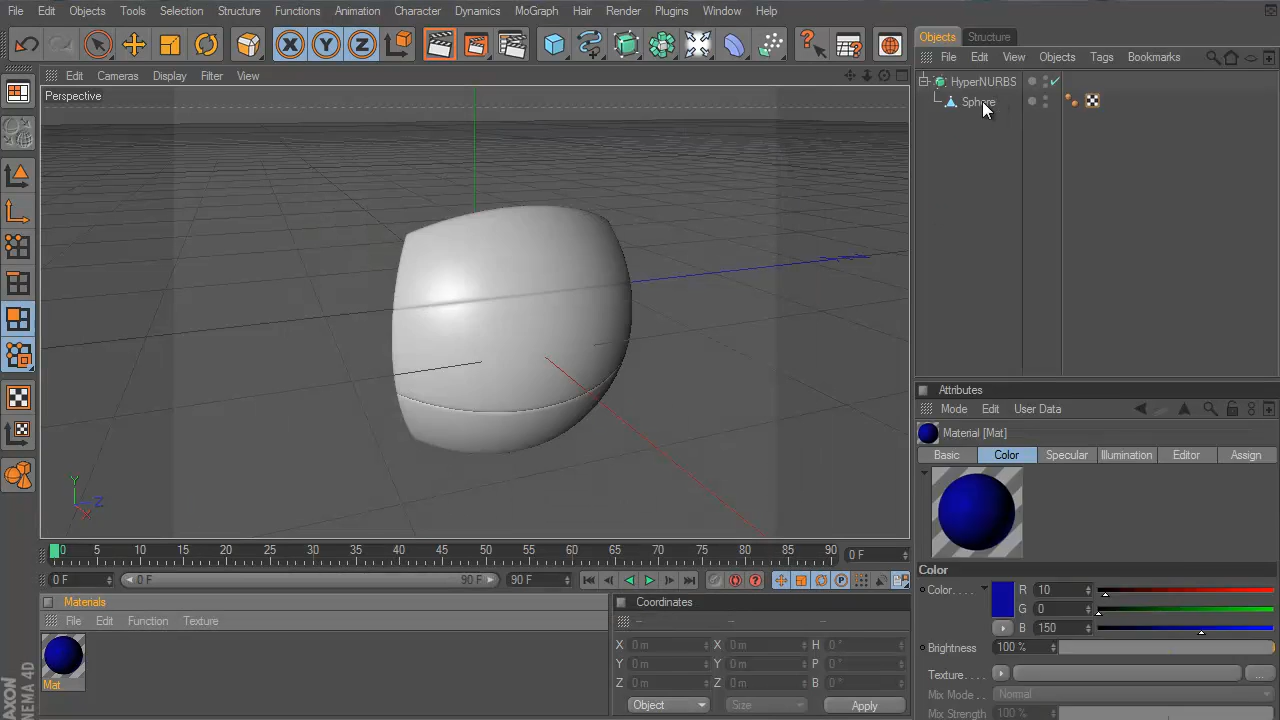 File Edit Objects Tools Selection Structure Functions Animation Character Dynamics MoGraph Hair Render Plugins Window Help
X Y Z
Objects Structure
File Edit View Objects Tags Bookmarks
HyperNURBS
Sphere
Edit Cameras Display Filter View
Perspective
Y
Z
X
Attributes
Mode Edit User Data
Material [Mat]
Basic Color Specular Illumination Editor Assign
Color
Color.... R 10
G 0
B 150
Brightness 100 %
Texture.... ...
Mix Mode.. Normal
Mix Strength 100 %
0 5 10 15 20 25 30 35 40 45 50 55 60 65 70 75 80 85 90 0 F
0 F 0 F 90 F 90 F
Materials
File Edit Function Texture
Mat
Coordinates
-- -- --
X 0 m X 0 m H 0 °
Y 0 m Y 0 m P 0 °
Z 0 m Z 0 m B 0 °
Object Size Apply
AXON
NEMA 4D